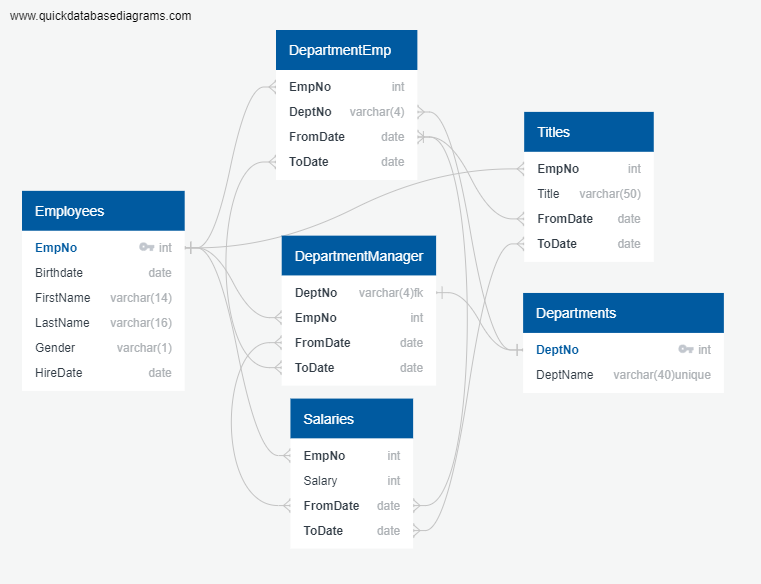 www.quickdatabasediagrams.com
DepartmentEmp
EmpNo int
DeptNo varchar(4)
FromDate date
ToDate date
Titles
EmpNo int
Title varchar(50)
FromDate date
ToDate date
Employees
EmpNo int
Birthdate date
FirstName varchar(14)
LastName varchar(16)
Gender varchar(1)
HireDate date
DepartmentManager
DeptNo varchar(4)fk
EmpNo int
FromDate date
ToDate date
Departments
DeptNo int
DeptName varchar(40)unique
Salaries
EmpNo int
Salary int
FromDate date
ToDate date